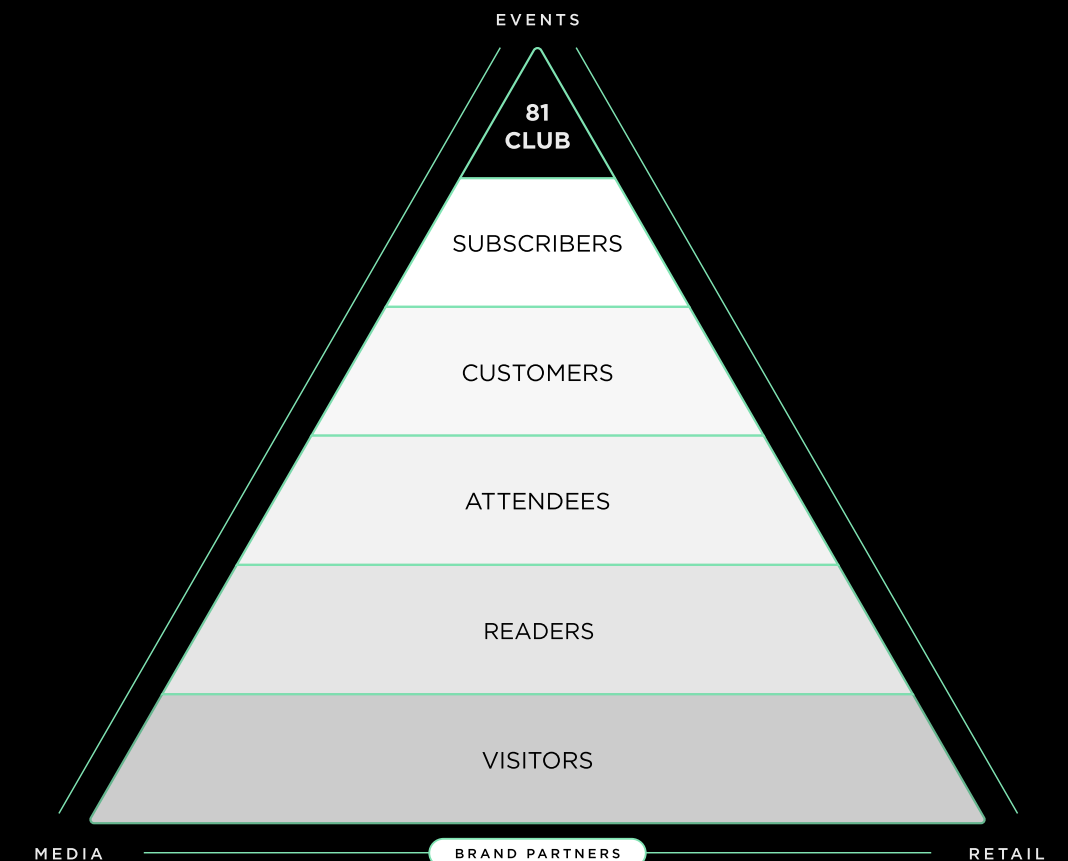 EVENTS
81
CLUB
SUBSCRIBERS
CUSTOMERS
ATTENDEES
READERS
VISITORS
MEDIA
BRAND PARTNERS
RETAIL